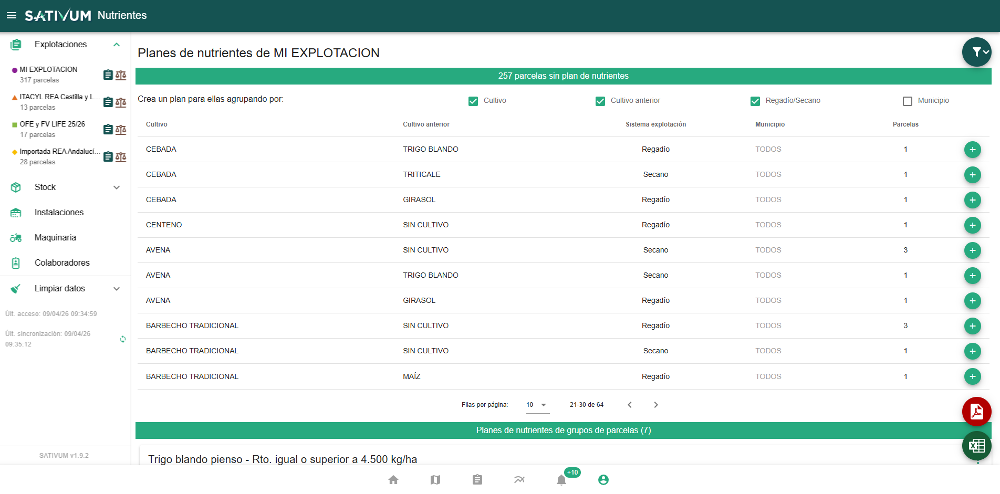 SATIVUM Nutrientes
Explotaciones
MI EXPLOTACION
317 parcelas
ITACYL REA Castilla y L...
13 parcelas
OFE y FV LIFE 25/26
17 parcelas
Importada REA Andalucí...
28 parcelas
Stock
Instalaciones
Maquinaria
Colaboradores
Limpiar datos
Últ. acceso: 09/04/26 09:34:59
Últ. sincronización: 09/04/26
09:35:12
SATIVUM v1.9.2
Planes de nutrientes de MI EXPLOTACION
257 parcelas sin plan de nutrientes
Crea un plan para ellas agrupando por: Cultivo Cultivo anterior Regadío/Secano Municipio
Cultivo Cultivo anterior Sistema explotación Municipio Parcelas
CEBADA TRIGO BLANDO Regadío TODOS 1
CEBADA TRITICALE Secano TODOS 1
CEBADA GIRASOL Regadío TODOS 1
CENTENO SIN CULTIVO Regadío TODOS 1
AVENA SIN CULTIVO Secano TODOS 3
AVENA TRIGO BLANDO Secano TODOS 1
AVENA GIRASOL Regadío TODOS 1
BARBECHO TRADICIONAL SIN CULTIVO Regadío TODOS 3
BARBECHO TRADICIONAL SIN CULTIVO Secano TODOS 1
BARBECHO TRADICIONAL MAÍZ Regadío TODOS 1
Filas por página: 10 21-30 de 64
Planes de nutrientes de grupos de parcelas (7)
Trigo blando pienso - Rto. igual o superior a 4.500 kg/ha
+10